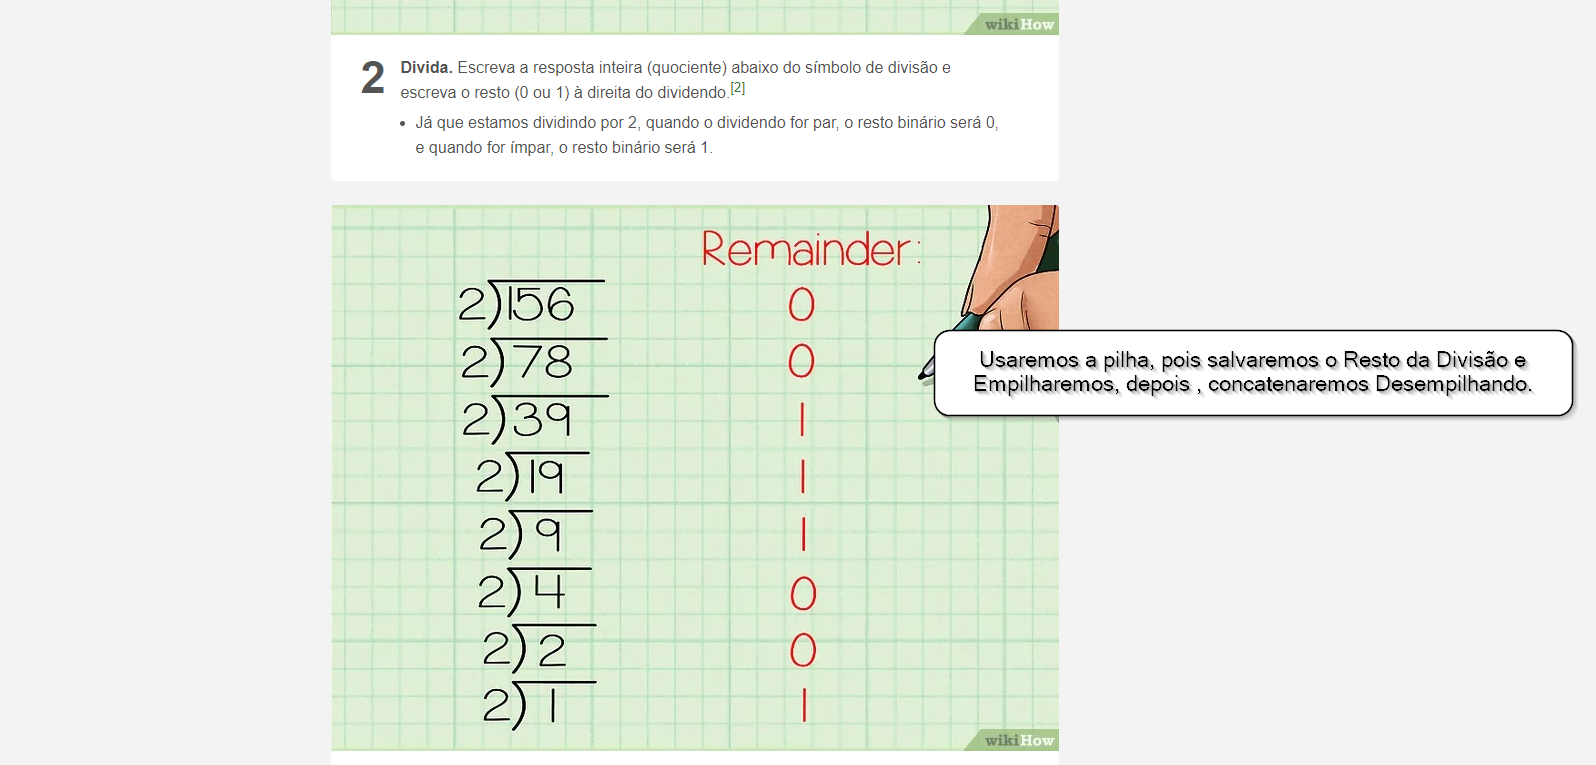 wikiHow
2 Divida. Escreva a resposta inteira (quociente) abaixo do símbolo de divisão e
escreva o resto (0 ou 1) à direita do dividendo.[2]
• Já que estamos dividindo por 2, quando o dividendo for par, o resto binário será 0,
e quando for ímpar, o resto binário será 1.
Remainder:
2)156 0
2)78 0
2)39 1
2)19 1
2)9 1
2)4 0
2)2 0
2)1 1
Usaremos a pilha, pois salvaremos o Resto da Divisão e
Empilharemos, depois , concatenaremos Desempilhando.
wikiHow